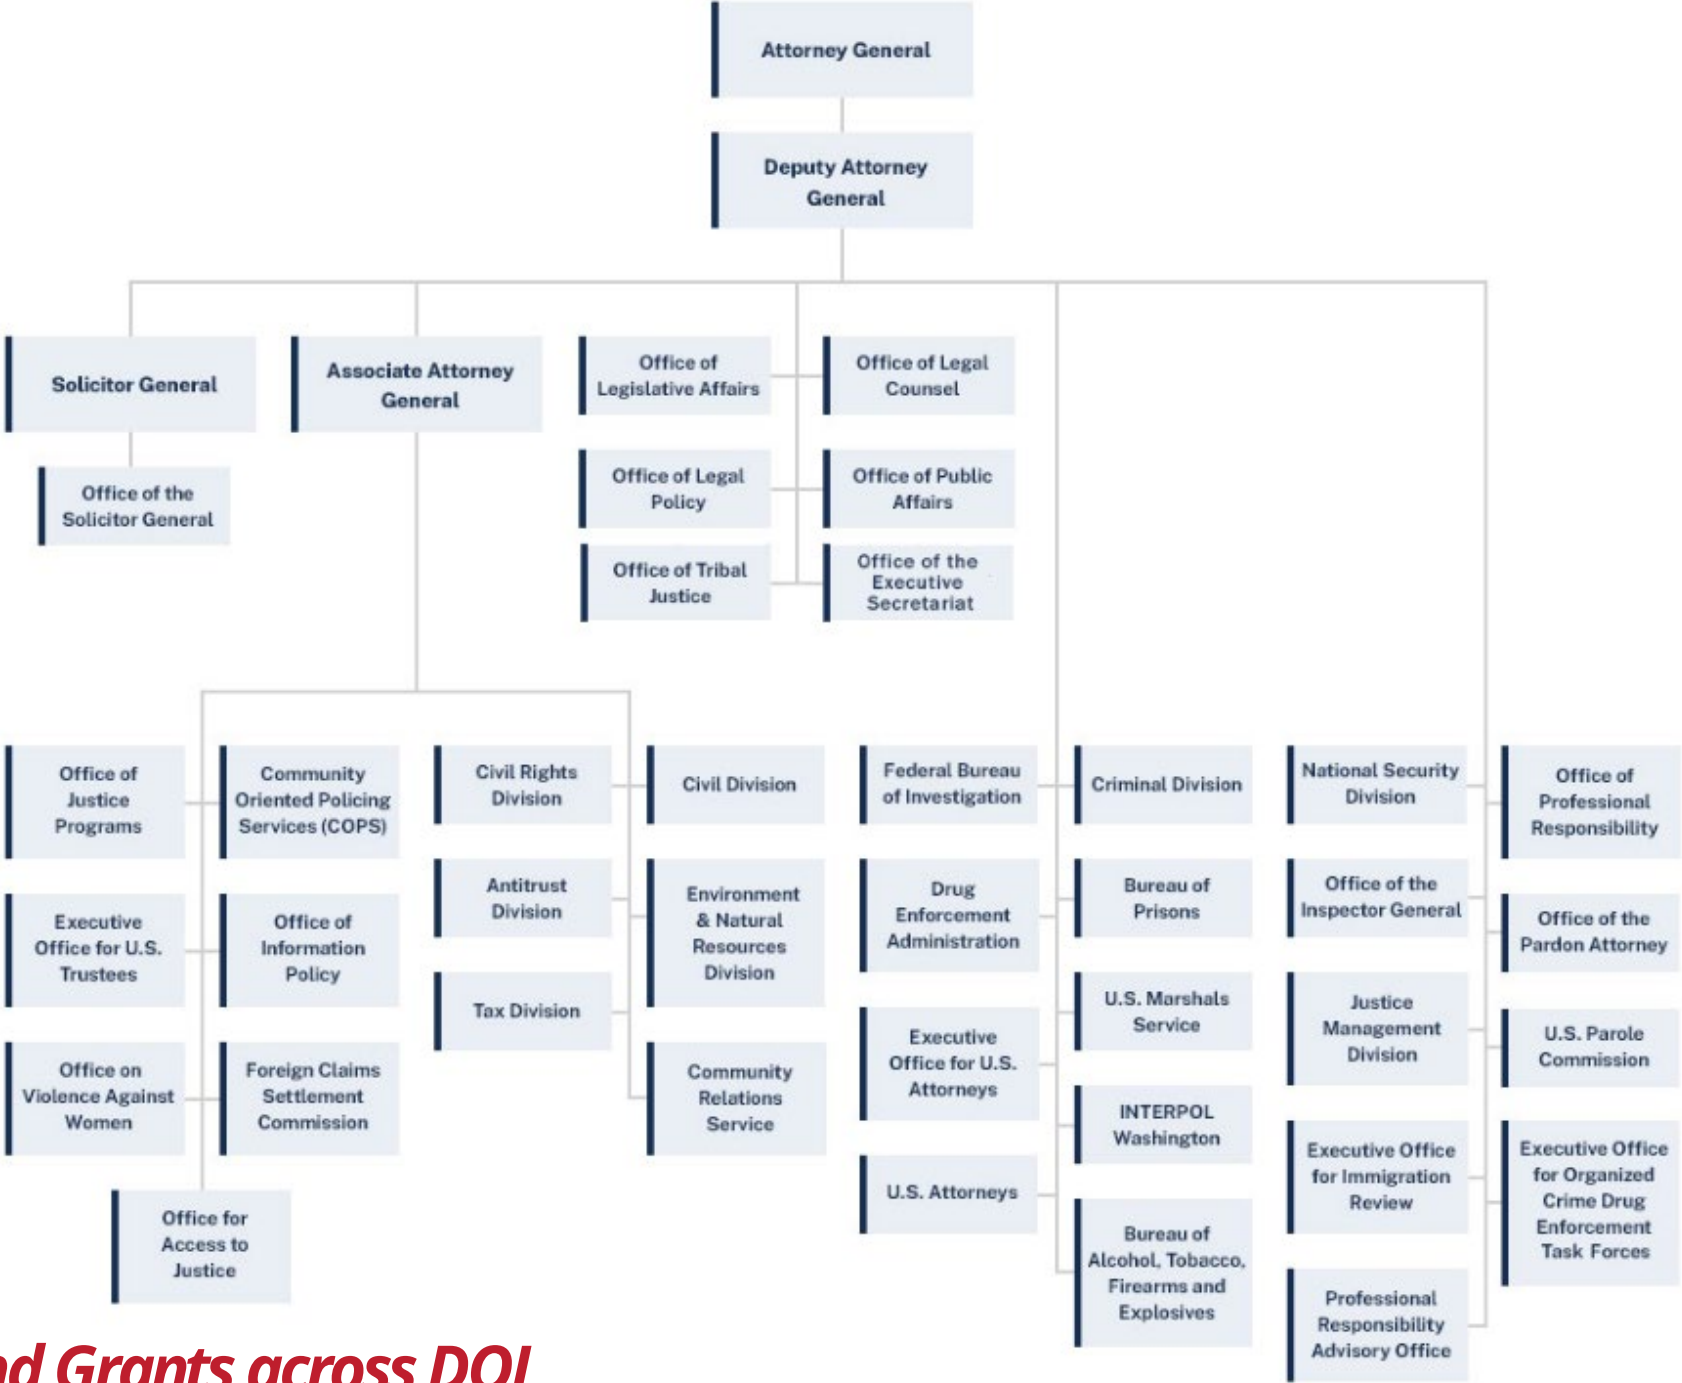 Attorney General
Deputy Attorney
General
Solicitor General
Associate Attorney
General
Office of
Legislative Affairs
Office of Legal
Counsel
Office of the
Solicitor General
Office of Legal
Policy
Office of Public
Affairs
Office of Tribal
Justice
Office of the
Executive
Secretariat
Office of
Justice
Programs
Community
Oriented Policing
Services (COPS)
Executive
Office for U.S.
Trustees
Office of
Information
Policy
Office on
Violence Against
Women
Foreign Claims
Settlement
Commission
Office for
Access to
Justice
Civil Rights
Division
Civil Division
Antitrust
Division
Environment
& Natural
Resources
Division
Tax Division
Community
Relations
Service
Federal Bureau
of Investigation
Criminal Division
Drug
Enforcement
Administration
Bureau of
Prisons
Executive
Office for U.S.
Attorneys
U.S. Marshals
Service
INTERPOL
Washington
U.S. Attorneys
Bureau of
Alcohol, Tobacco,
Firearms and
Explosives
National Security
Division
Office of
Professional
Responsibility
Office of the
Inspector General
Office of the
Pardon Attorney
Justice
Management
Division
U.S. Parole
Commission
Executive Office
for Immigration
Review
Executive Office
for Organized
Crime Drug
Enforcement
Task Forces
Professional
Responsibility
Advisory Office
Grants across